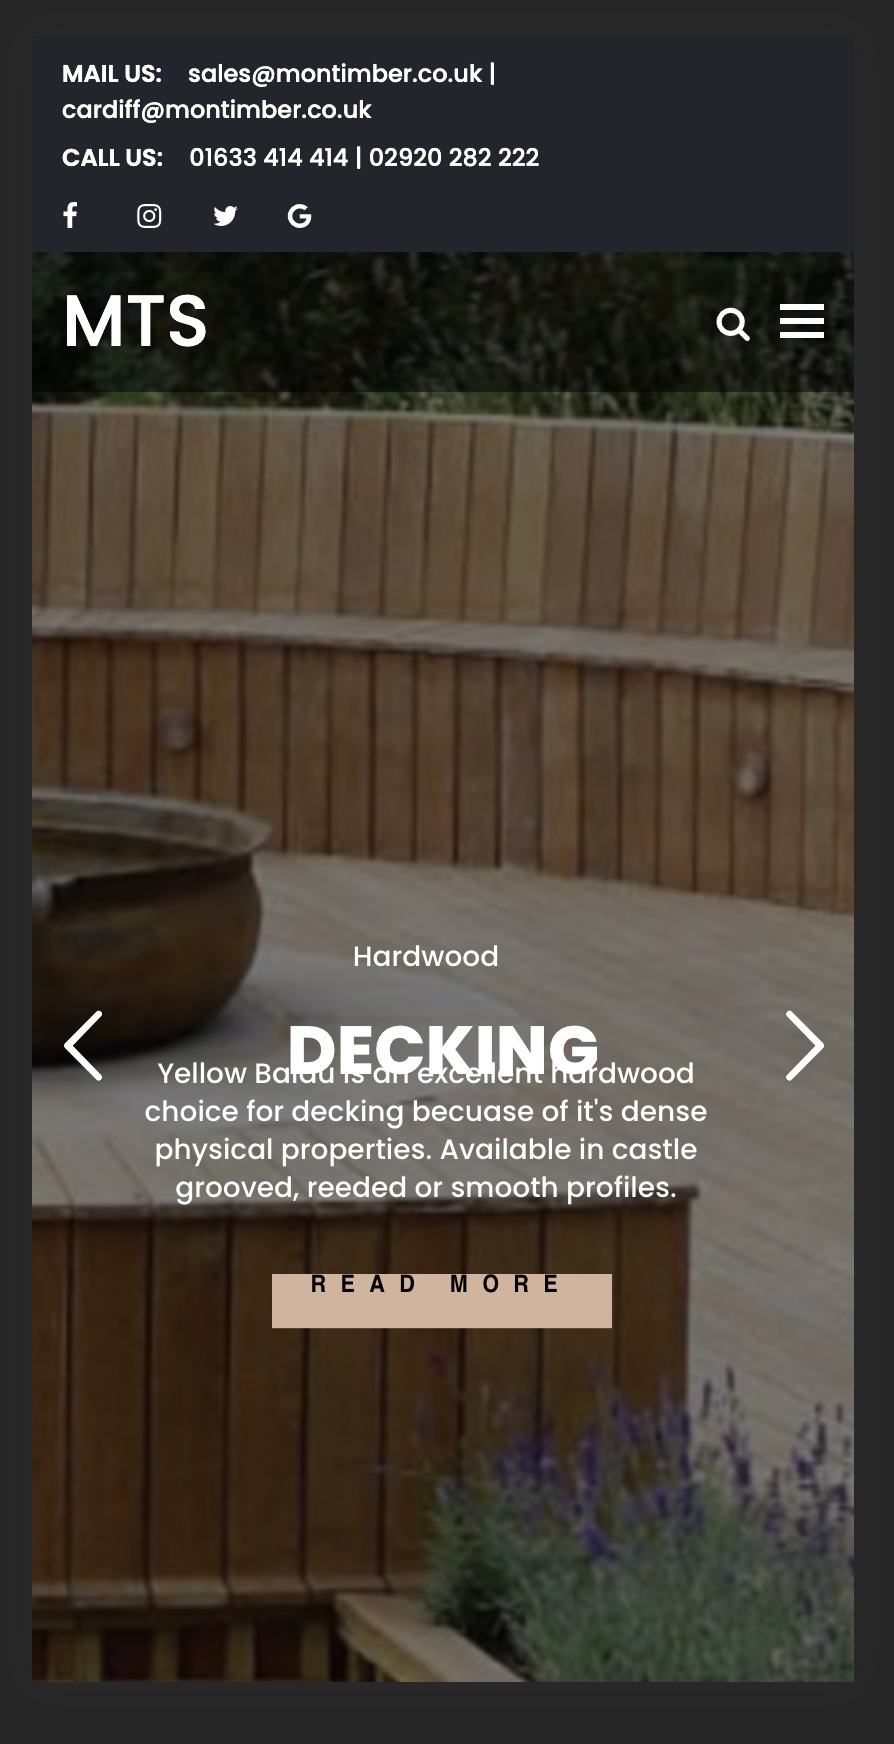 MAIL US: sales@montimber.co.uk |
cardiff@montimber.co.uk
CALL US: 01633 414 414 | 02920 282 222
MTS
Hardwood
DECKING
Yellow Balau is an excellent hardwood
choice for decking becuase of it's dense
physical properties. Available in castle
grooved, reeded or smooth profiles.
READ MORE